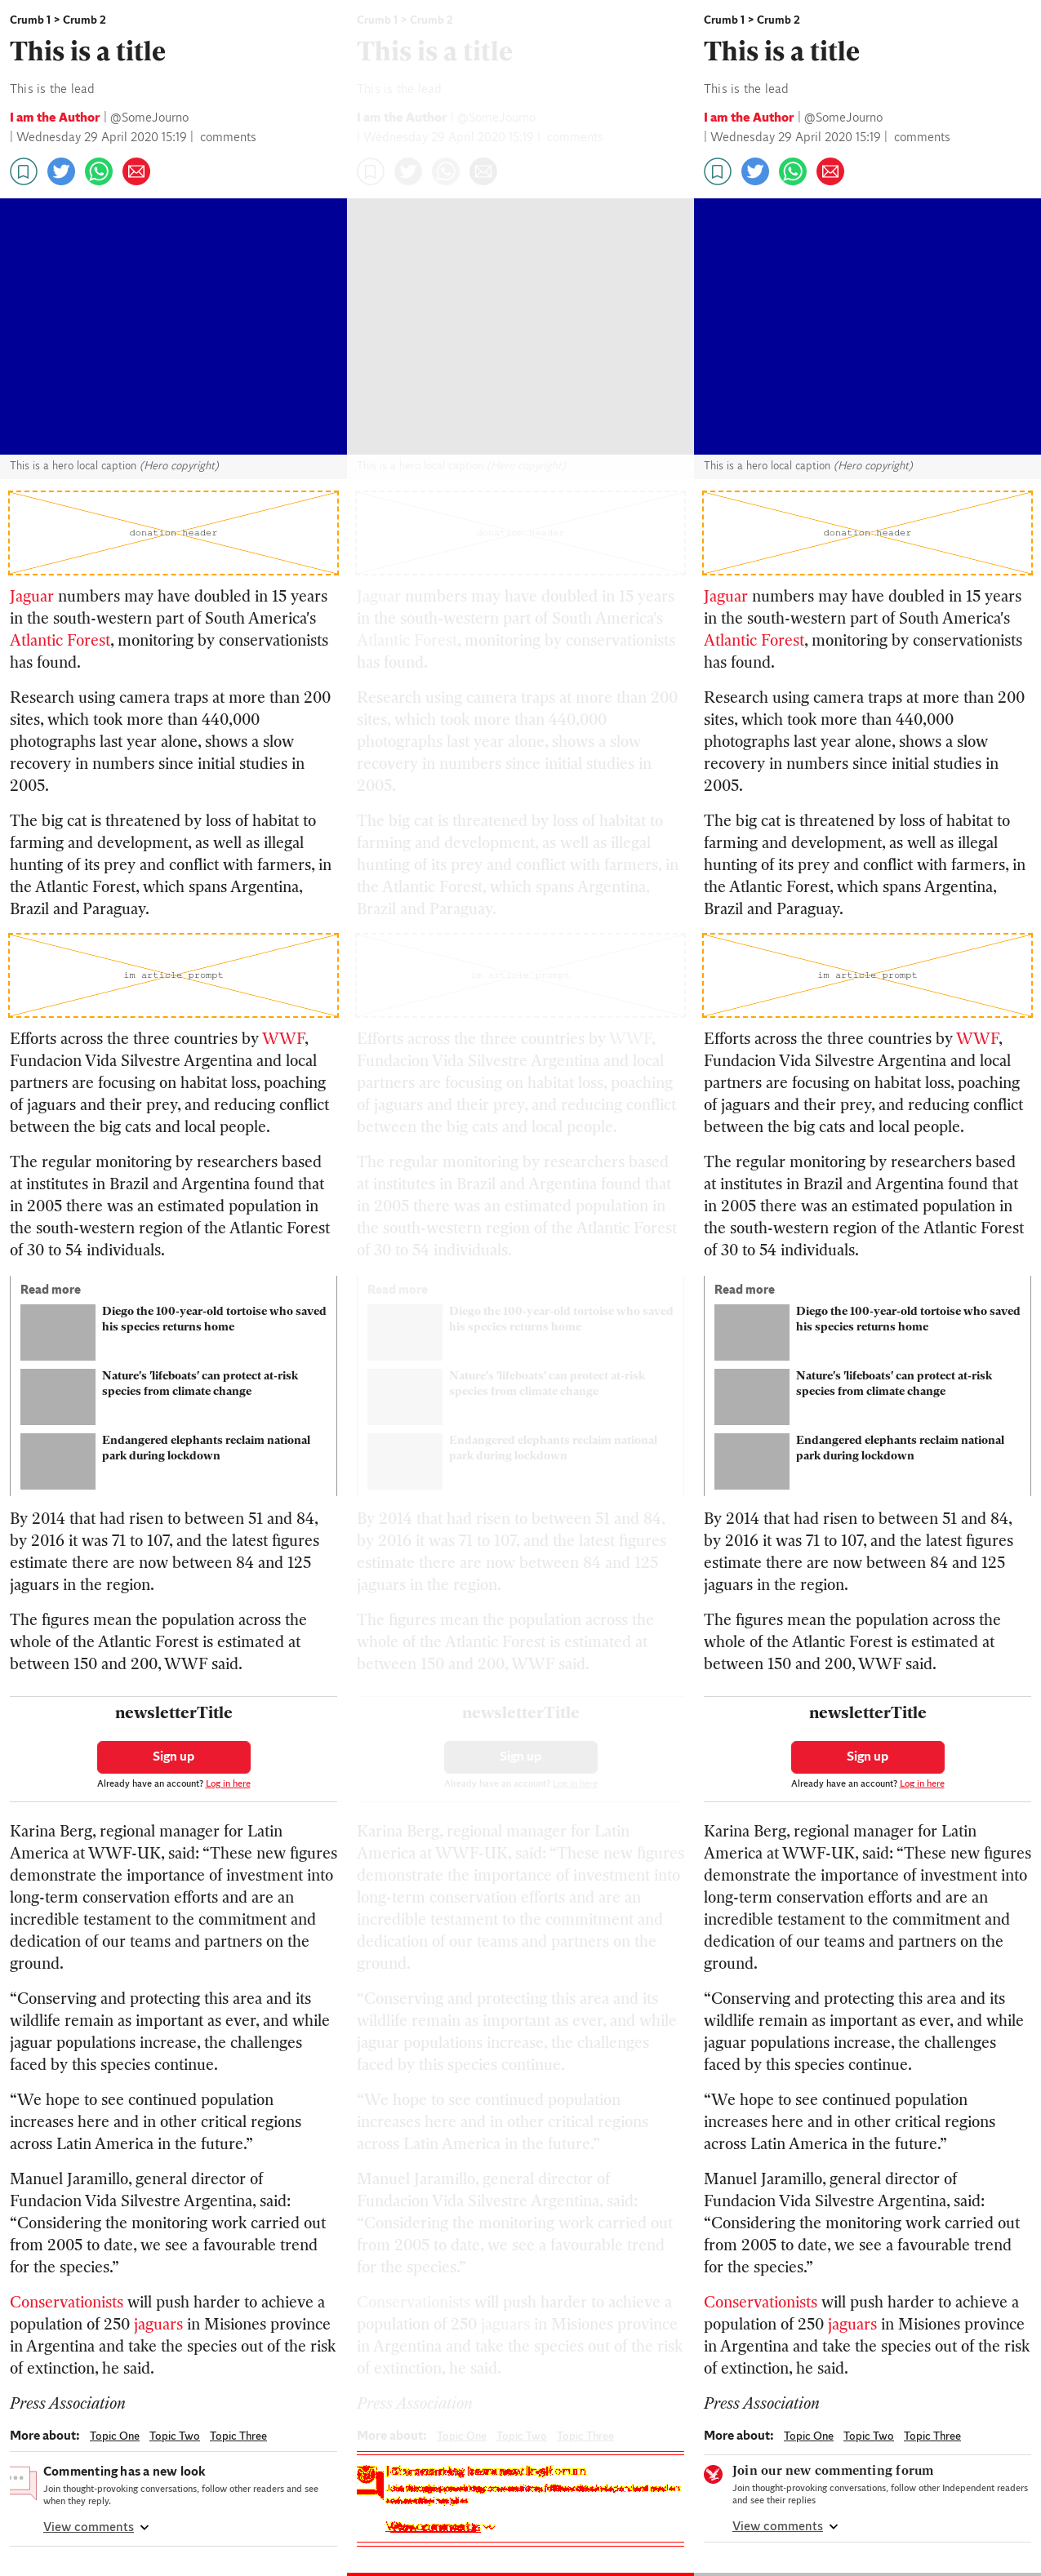 Crumb 1 > Crumb 2
This is a title
This is the lead
I am the Author | @SomeJourno
| Wednesday 29 April 2020 15:19 | comments
This is a hero local caption (Hero copyright)
donation header
Jaguar numbers may have doubled in 15 years
in the south-western part of South America's
Atlantic Forest, monitoring by conservationists
has found.
Research using camera traps at more than 200
sites, which took more than 440,000
photographs last year alone, shows a slow
recovery in numbers since initial studies in
2005.
The big cat is threatened by loss of habitat to
farming and development, as well as illegal
hunting of its prey and conflict with farmers, in
the Atlantic Forest, which spans Argentina,
Brazil and Paraguay.
im article prompt
Efforts across the three countries by WWF,
Fundacion Vida Silvestre Argentina and local
partners are focusing on habitat loss, poaching
of jaguars and their prey, and reducing conflict
between the big cats and local people.
The regular monitoring by researchers based
at institutes in Brazil and Argentina found that
in 2005 there was an estimated population in
the south-western region of the Atlantic Forest
of 30 to 54 individuals.
Read more
Diego the 100-year-old tortoise who saved
his species returns home
Nature's 'lifeboats' can protect at-risk
species from climate change
Endangered elephants reclaim national
park during lockdown
By 2014 that had risen to between 51 and 84,
by 2016 it was 71 to 107, and the latest figures
estimate there are now between 84 and 125
jaguars in the region.
The figures mean the population across the
whole of the Atlantic Forest is estimated at
between 150 and 200, WWF said.
newsletterTitle
Sign up
Already have an account? Log in here
Karina Berg, regional manager for Latin
America at WWF-UK, said: “These new figures
demonstrate the importance of investment into
long-term conservation efforts and are an
incredible testament to the commitment and
dedication of our teams and partners on the
ground.
“Conserving and protecting this area and its
wildlife remain as important as ever, and while
jaguar populations increase, the challenges
faced by this species continue.
“We hope to see continued population
increases here and in other critical regions
across Latin America in the future.”
Manuel Jaramillo, general director of
Fundacion Vida Silvestre Argentina, said:
“Considering the monitoring work carried out
from 2005 to date, we see a favourable trend
for the species.”
Conservationists will push harder to achieve a
population of 250 jaguars in Misiones province
in Argentina and take the species out of the risk
of extinction, he said.
Press Association
More about: Topic One Topic Two Topic Three
Commenting has a new look
Join thought-provoking conversations, follow other readers and see
when they reply.
View comments
Crumb 1 > Crumb 2
This is a title
This is the lead
I am the Author | @SomeJourno
| Wednesday 29 April 2020 15:19 | comments
This is a hero local caption (Hero copyright)
donation header
Jaguar numbers may have doubled in 15 years
in the south-western part of South America's
Atlantic Forest, monitoring by conservationists
has found.
Research using camera traps at more than 200
sites, which took more than 440,000
photographs last year alone, shows a slow
recovery in numbers since initial studies in
2005.
The big cat is threatened by loss of habitat to
farming and development, as well as illegal
hunting of its prey and conflict with farmers, in
the Atlantic Forest, which spans Argentina,
Brazil and Paraguay.
im article prompt
Efforts across the three countries by WWF,
Fundacion Vida Silvestre Argentina and local
partners are focusing on habitat loss, poaching
of jaguars and their prey, and reducing conflict
between the big cats and local people.
The regular monitoring by researchers based
at institutes in Brazil and Argentina found that
in 2005 there was an estimated population in
the south-western region of the Atlantic Forest
of 30 to 54 individuals.
Read more
Diego the 100-year-old tortoise who saved
his species returns home
Nature's 'lifeboats' can protect at-risk
species from climate change
Endangered elephants reclaim national
park during lockdown
By 2014 that had risen to between 51 and 84,
by 2016 it was 71 to 107, and the latest figures
estimate there are now between 84 and 125
jaguars in the region.
The figures mean the population across the
whole of the Atlantic Forest is estimated at
between 150 and 200, WWF said.
newsletterTitle
Sign up
Already have an account? Log in here
Karina Berg, regional manager for Latin
America at WWF-UK, said: “These new figures
demonstrate the importance of investment into
long-term conservation efforts and are an
incredible testament to the commitment and
dedication of our teams and partners on the
ground.
“Conserving and protecting this area and its
wildlife remain as important as ever, and while
jaguar populations increase, the challenges
faced by this species continue.
“We hope to see continued population
increases here and in other critical regions
across Latin America in the future.”
Manuel Jaramillo, general director of
Fundacion Vida Silvestre Argentina, said:
“Considering the monitoring work carried out
from 2005 to date, we see a favourable trend
for the species.”
Conservationists will push harder to achieve a
population of 250 jaguars in Misiones province
in Argentina and take the species out of the risk
of extinction, he said.
Press Association
More about: Topic One Topic Two Topic Three
View comments
Crumb 1 > Crumb 2
This is a title
This is the lead
I am the Author | @SomeJourno
| Wednesday 29 April 2020 15:19 | comments
This is a hero local caption (Hero copyright)
donation header
Jaguar numbers may have doubled in 15 years
in the south-western part of South America's
Atlantic Forest, monitoring by conservationists
has found.
Research using camera traps at more than 200
sites, which took more than 440,000
photographs last year alone, shows a slow
recovery in numbers since initial studies in
2005.
The big cat is threatened by loss of habitat to
farming and development, as well as illegal
hunting of its prey and conflict with farmers, in
the Atlantic Forest, which spans Argentina,
Brazil and Paraguay.
im article prompt
Efforts across the three countries by WWF,
Fundacion Vida Silvestre Argentina and local
partners are focusing on habitat loss, poaching
of jaguars and their prey, and reducing conflict
between the big cats and local people.
The regular monitoring by researchers based
at institutes in Brazil and Argentina found that
in 2005 there was an estimated population in
the south-western region of the Atlantic Forest
of 30 to 54 individuals.
Read more
Diego the 100-year-old tortoise who saved
his species returns home
Nature's 'lifeboats' can protect at-risk
species from climate change
Endangered elephants reclaim national
park during lockdown
By 2014 that had risen to between 51 and 84,
by 2016 it was 71 to 107, and the latest figures
estimate there are now between 84 and 125
jaguars in the region.
The figures mean the population across the
whole of the Atlantic Forest is estimated at
between 150 and 200, WWF said.
newsletterTitle
Sign up
Already have an account? Log in here
Karina Berg, regional manager for Latin
America at WWF-UK, said: “These new figures
demonstrate the importance of investment into
long-term conservation efforts and are an
incredible testament to the commitment and
dedication of our teams and partners on the
ground.
“Conserving and protecting this area and its
wildlife remain as important as ever, and while
jaguar populations increase, the challenges
faced by this species continue.
“We hope to see continued population
increases here and in other critical regions
across Latin America in the future.”
Manuel Jaramillo, general director of
Fundacion Vida Silvestre Argentina, said:
“Considering the monitoring work carried out
from 2005 to date, we see a favourable trend
for the species.”
Conservationists will push harder to achieve a
population of 250 jaguars in Misiones province
in Argentina and take the species out of the risk
of extinction, he said.
Press Association
More about: Topic One Topic Two Topic Three
Join our new commenting forum
Join thought-provoking conversations, follow other Independent readers
and see their replies
View comments